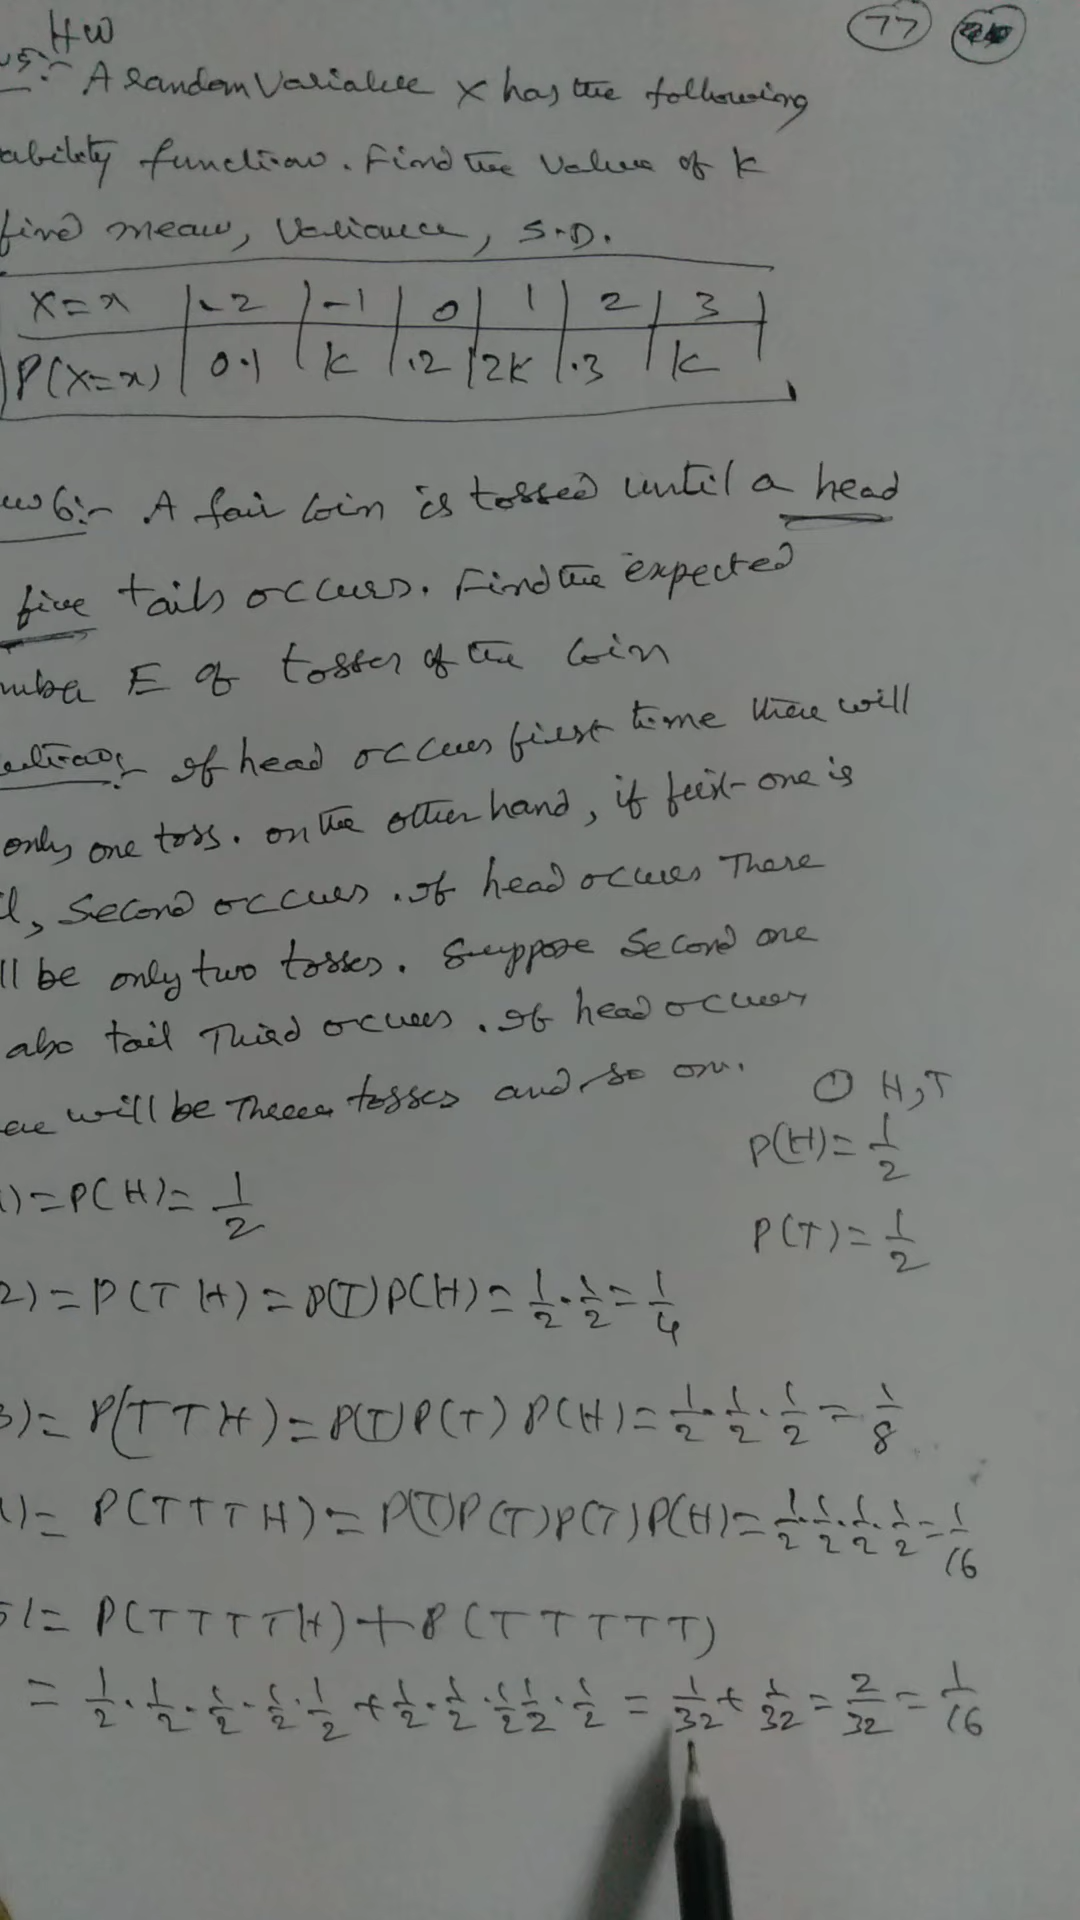 HW
77
A random Variable X has the following
ability function. Find the Value of k
find mean, Variance, S.D.
X=x | -2 | -1 | 0 | 1 | 2 | 3 |
P(X=x) | 0.1 | k | .2 | 2k | .3 | k
6:- A fair coin is tossed until a head
five tails occurs. Find the expected
E of tosses of the coin
If head occurs first time there will
only one toss. on the other hand, if first one is
Second occurs. If head occurs There
ll be only two tosses. Suppose Second one
also tail Third occurs. If head occurs
will be Three tosses and so on.
① H,T
P(H)=1/2
P(T)=1/2
1)=P(H)=1/2
2)=P(TH)=P(T)P(H)=1/2.1/2=1/4
3)=P(TTH)=P(T)P(T)P(H)=1/2.1/2.1/2=1/8
)=P(TTTH)=P(T)P(T)P(T)P(H)=1/2.1/2.1/2.1/2=1/16
5)=P(TTTTH)+P(TTTTT)
=1/2.1/2.1/2.1/2.1/2+1/2.1/2.1/2 1/2.1/2=1/32+1/32=2/32=1/16